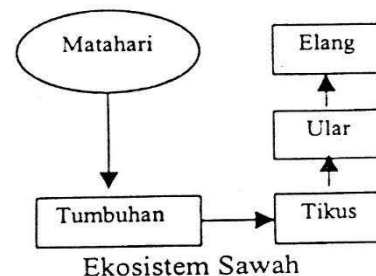 Matahari
Elang
Ular
Tumbuhan
Tikus
Ekosistem Sawah